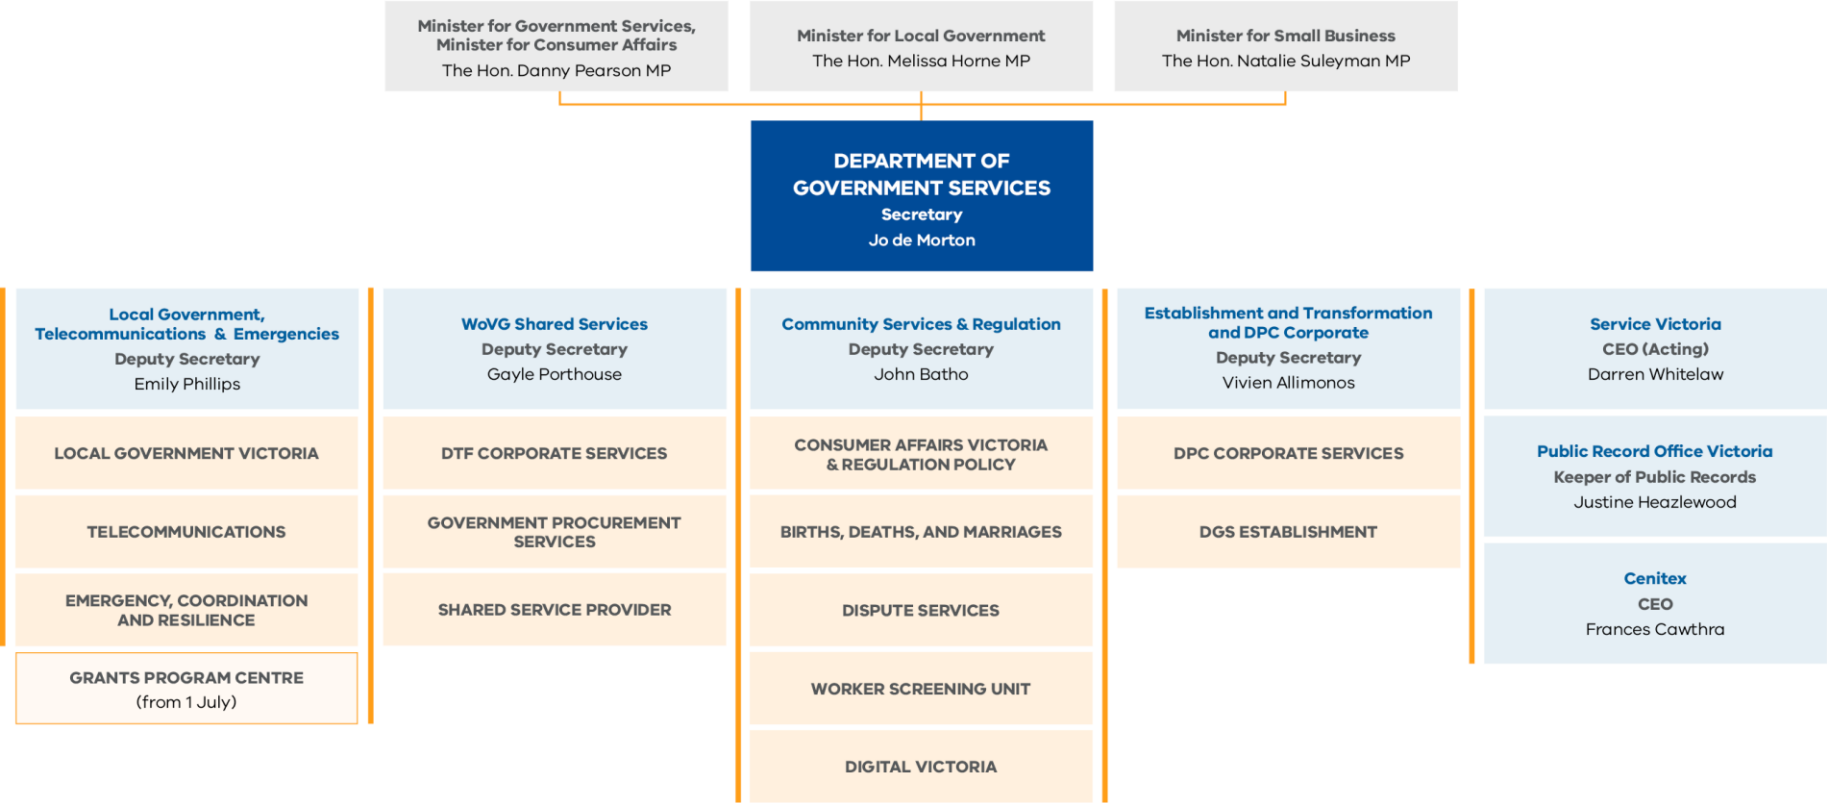 Minister for Government Services,
Minister for Consumer Affairs
The Hon. Danny Pearson MP
Minister for Local Government
The Hon. Melissa Horne MP
Minister for Small Business
The Hon. Natalie Suleyman MP
DEPARTMENT OF
GOVERNMENT SERVICES
Secretary
Jo de Morton
Local Government,
Telecommunications & Emergencies
Deputy Secretary
Emily Phillips
LOCAL GOVERNMENT VICTORIA
TELECOMMUNICATIONS
EMERGENCY, COORDINATION
AND RESILIENCE
GRANTS PROGRAM CENTRE
(from 1 July)
WoVG Shared Services
Deputy Secretary
Gayle Porthouse
DTF CORPORATE SERVICES
GOVERNMENT PROCUREMENT
SERVICES
SHARED SERVICE PROVIDER
Community Services & Regulation
Deputy Secretary
John Batho
CONSUMER AFFAIRS VICTORIA
& REGULATION POLICY
BIRTHS, DEATHS, AND MARRIAGES
DISPUTE SERVICES
WORKER SCREENING UNIT
DIGITAL VICTORIA
Establishment and Transformation
and DPC Corporate
Deputy Secretary
Vivien Allimonos
DPC CORPORATE SERVICES
DGS ESTABLISHMENT
Service Victoria
CEO (Acting)
Darren Whitelaw
Public Record Office Victoria
Keeper of Public Records
Justine Heazlewood
Cenitex
CEO
Frances Cawthra